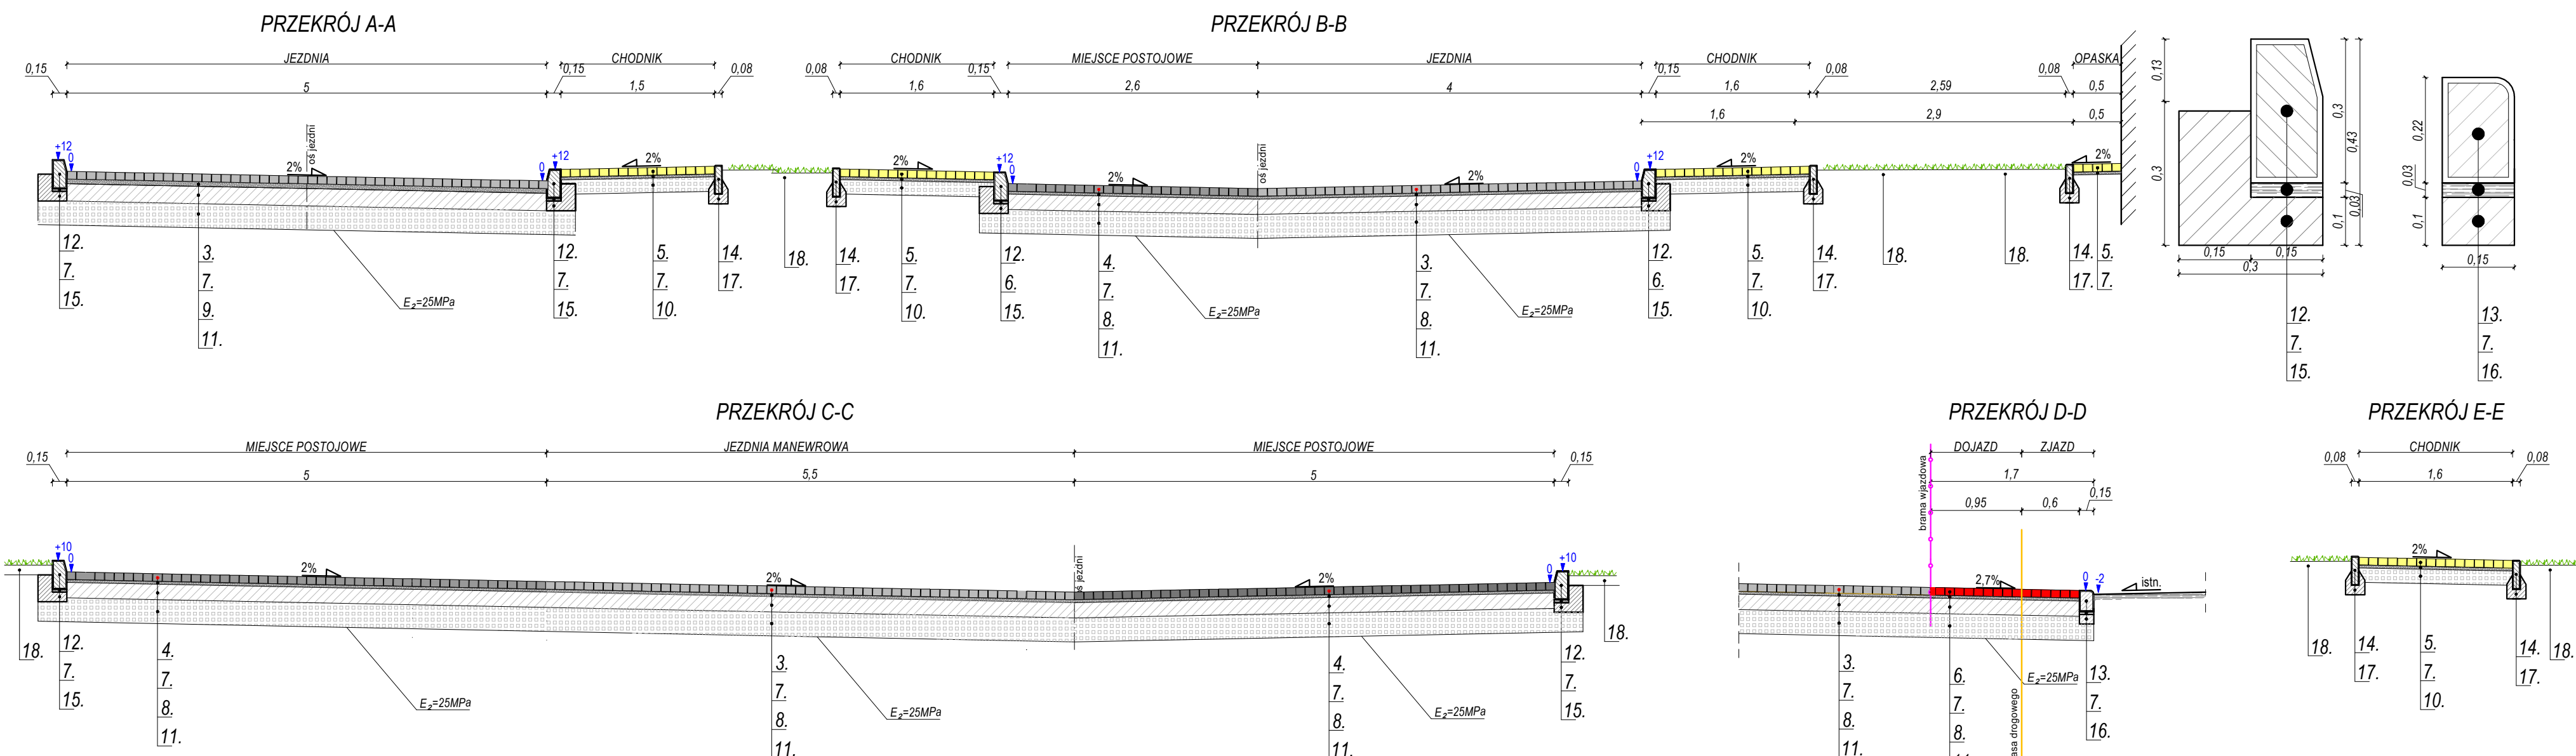 PRZEKRÓJ A-A
JEZDNIA CHODNIK
0,15 5 0,15 1,5 0,08
+12 0 2% oś jezdni 0 +12 2%
12. 3. 12. 5. 14. 18.
7. 7. 7. 7. 17.
15. 9. 15. 10.
11.
E₂=25MPa
PRZEKRÓJ B-B
CHODNIK MIEJSCE POSTOJOWE JEZDNIA CHODNIK OPASKA
0,08 1,6 0,15 2,6 4 0,15 1,6 0,08 2,59 0,08 0,5
1,6 2,9 0,5
2% +12 0 2% oś jezdni 2% 0 +12 2% 2%
14. 5. 12. 4. 3. 12. 5. 14. 18. 18. 14. 5.
17. 7. 6. 7. 7. 6. 7. 17. 17. 7.
10. 15. 8. 8. 15. 10.
11. 11.
E₂=25MPa E₂=25MPa
0,13
0,3
0,3
0,43
0,1
0,03
0,15 0,15
0,3
12.
7.
15.
0,22
0,03
0,1
0,15
13.
7.
16.
PRZEKRÓJ C-C
MIEJSCE POSTOJOWE JEZDNIA MANEWROWA MIEJSCE POSTOJOWE
0,15 5 5,5 5 0,15
+10 0 2% 2% oś jezdni 2% 0 +10
18. 12. 4. 3. 4. 12. 18.
7. 7. 7. 7. 7.
15. 8. 8. 8. 15.
11. 11. 11.
E₂=25MPa E₂=25MPa E₂=25MPa
PRZEKRÓJ D-D
DOJAZD ZJAZD
1,7
0,95 0,6 0,15
brama wjazdowa
2,7% 0 -2 istn.
3. 6. 13.
7. 7. 7.
8. 8. 16.
11.
E₂=25MPa
drogowego
PRZEKRÓJ E-E
CHODNIK
0,08 1,6 0,08
2%
18. 14. 5. 14. 18.
17. 7. 17.
10.